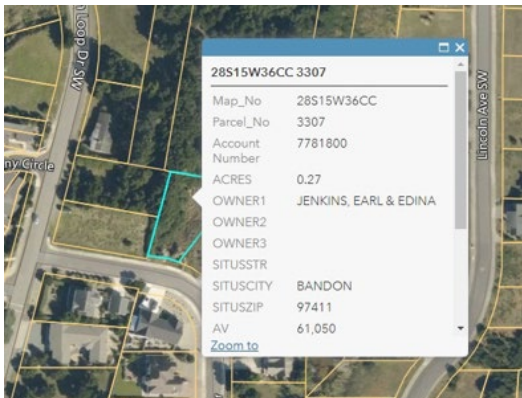 n Loop Dr SW
ny Circle
Lincoln Ave SW
28S15W36CC 3307
Map_No 28S15W36CC
Parcel_No 3307
Account Number 7781800
ACRES 0.27
OWNER1 JENKINS, EARL & EDINA
OWNER2
OWNER3
SITUSSTR
SITUSCITY BANDON
SITUSZIP 97411
AV 61,050
Zoom to